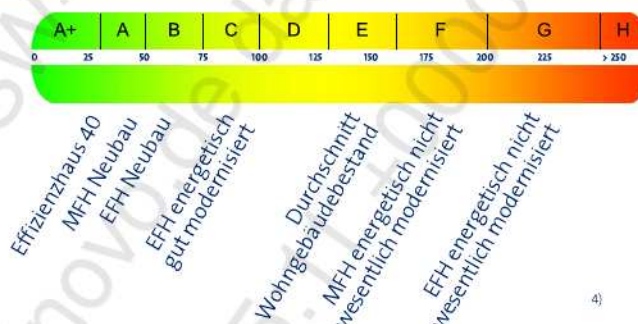 A+ A B C D E F G H
0 25 50 75 100 125 150 175 200 225 > 250
Effizienzhaus 40
MFH Neubau
EFH Neubau
EFH energetisch
gut modernisiert
Durchschnitt
Wohngebäudebestand
MFH energetisch nicht
wesentlich modernisiert
EFH energetisch nicht
wesentlich modernisiert
4)